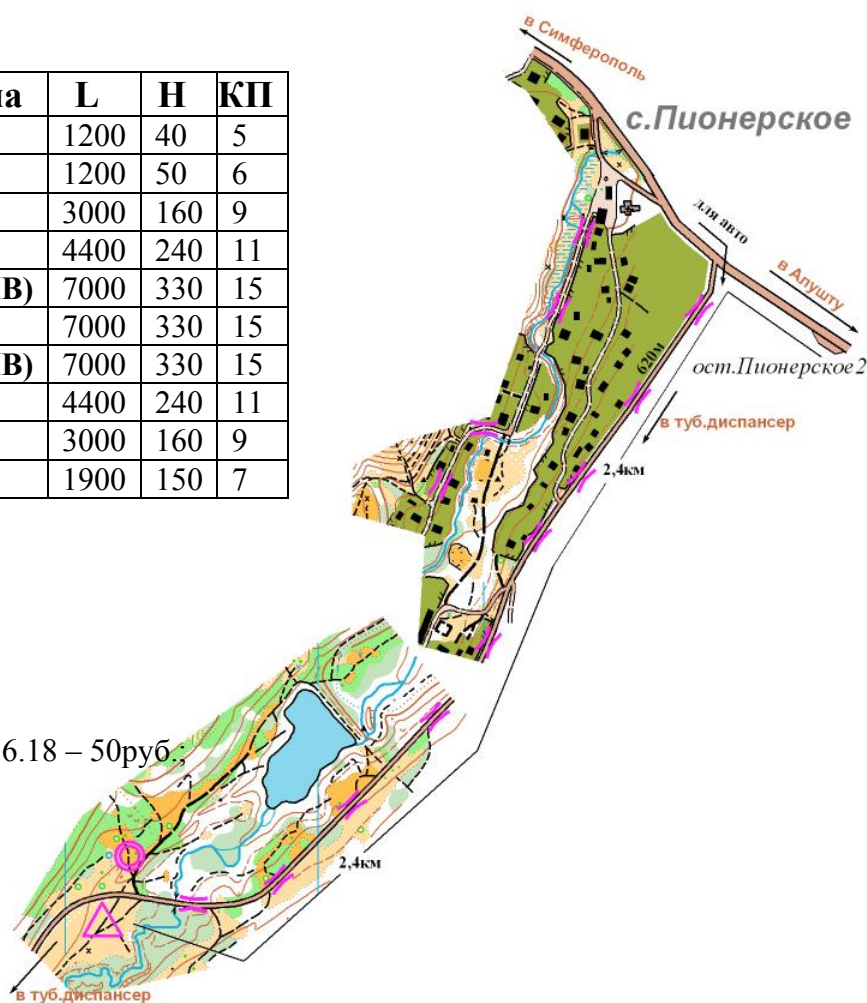 L Н КП
1200 40 5
1200 50 6
3000 160 9
4400 240 11
7000 330 15
7000 330 15
7000 330 15
4400 240 11
3000 160 9
1900 150 7
6.18 – 50руб.;
в Симферополь
с.Пионерское
для авто
в Алушту
620м
ост.Пионерское2
в туб.диспансер
2,4км
2,4км
в туб.диспансер